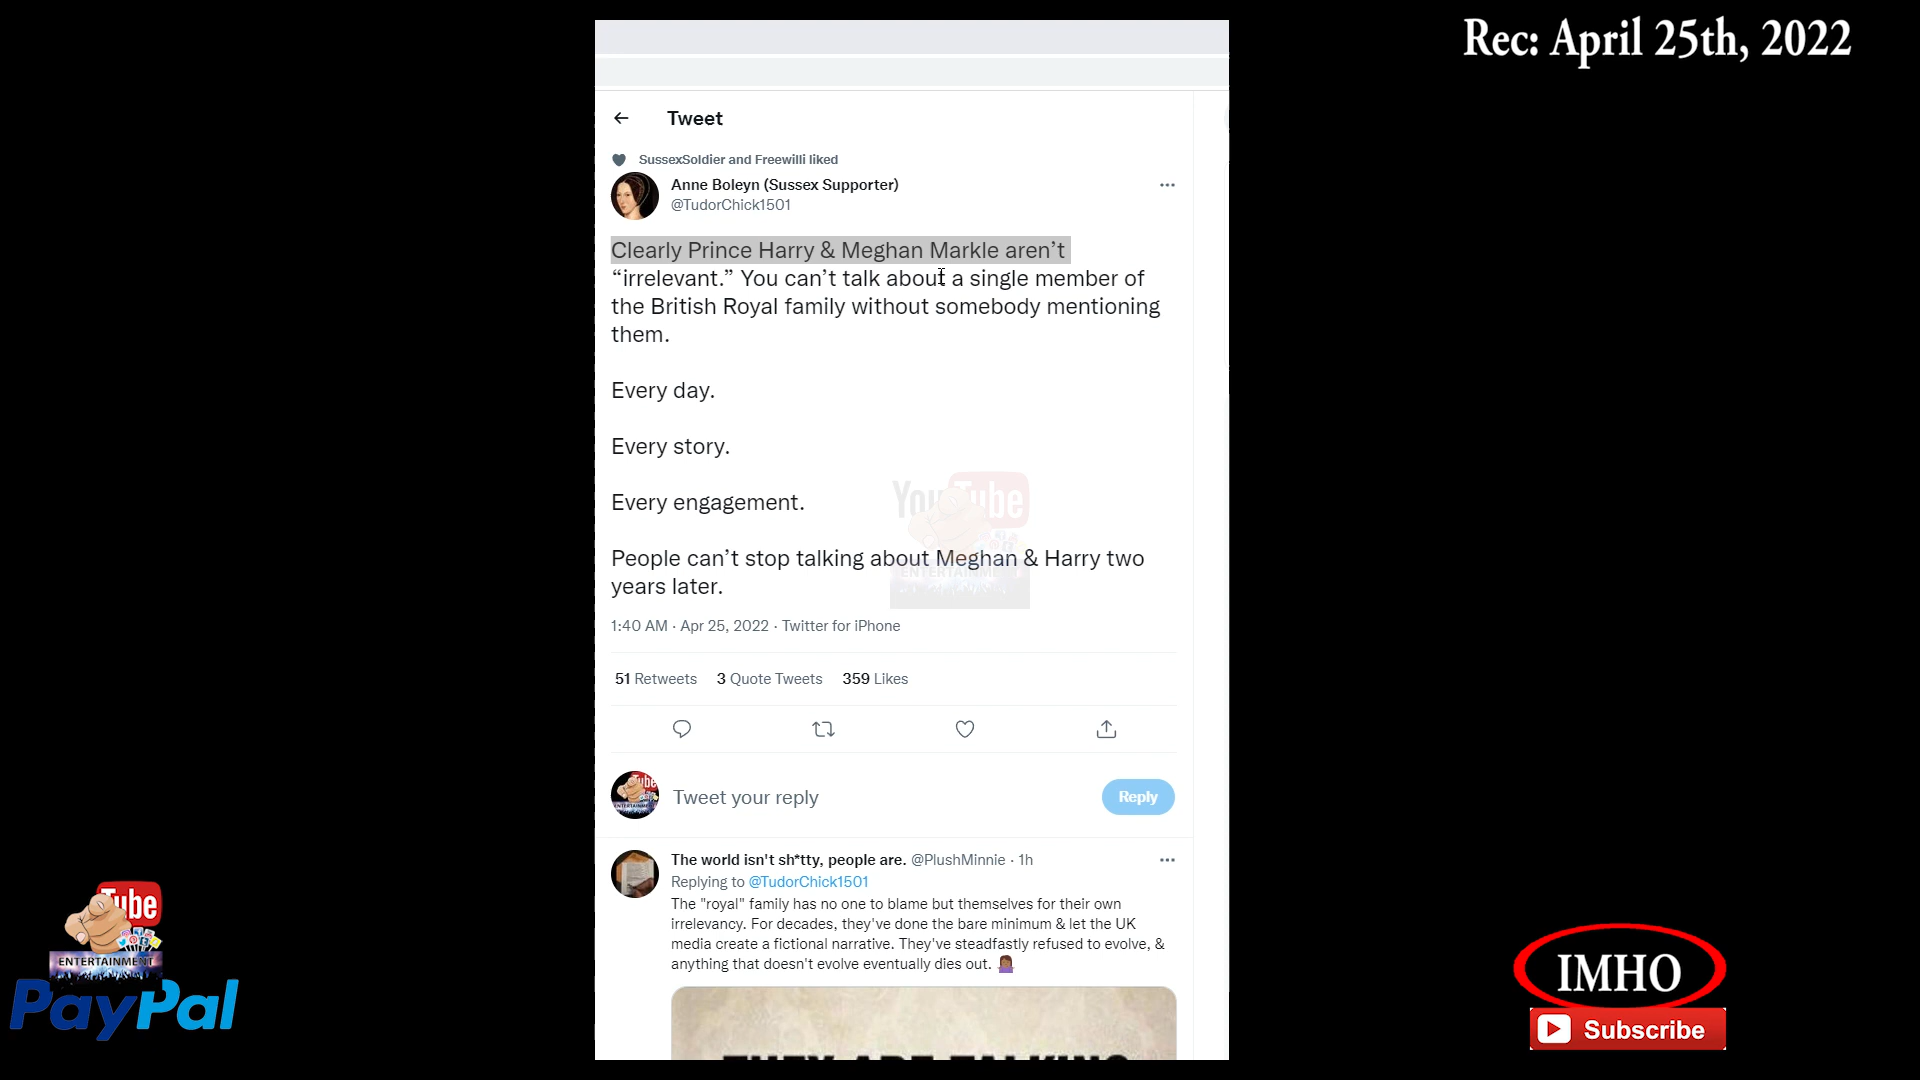 Rec: April 25th, 2022
Tweet
SussexSoldier and Freewilli liked
Anne Boleyn (Sussex Supporter)
@TudorChick1501
Clearly Prince Harry & Meghan Markle aren’t
“irrelevant.” You can’t talk about a single member of
the British Royal family without somebody mentioning
them.
Every day.
Every story.
Every engagement.
People can’t stop talking about Meghan & Harry two
years later.
YouTube
ENTERTAINMENT
1:40 AM · Apr 25, 2022 · Twitter for iPhone
51 Retweets 3 Quote Tweets 359 Likes
Tweet your reply
Reply
The world isn't sh*tty, people are. @PlushMinnie · 1h
Replying to @TudorChick1501
The "royal" family has no one to blame but themselves for their own
irrelevancy. For decades, they've done the bare minimum & let the UK
media create a fictional narrative. They've steadfastly refused to evolve, &
anything that doesn't evolve eventually dies out.
THEY ARE TALKING
Tube
ENTERTAINMENT
PayPal
IMHO
Subscribe